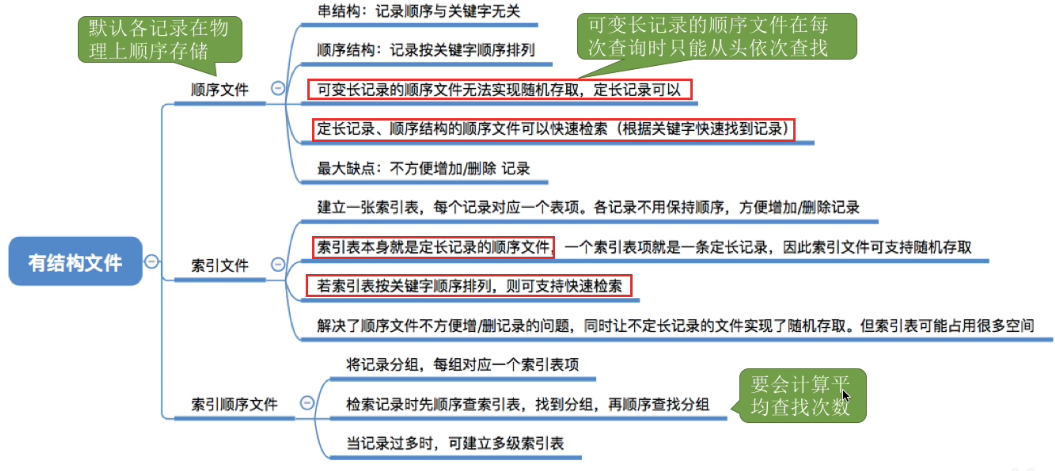 默认各记录在物
理上顺序存储
可变长记录的顺序文件在每
次查询时只能从头依次查找
有结构文件
顺序文件
串结构：记录顺序与关键字无关
顺序结构：记录按关键字顺序排列
可变长记录的顺序文件无法实现随机存取，定长记录可以
定长记录、顺序结构的顺序文件可以快速检索（根据关键字快速找到记录）
最大缺点：不方便增加/删除 记录
索引文件
建立一张索引表，每个记录对应一个表项。各记录不用保持顺序，方便增加/删除记录
索引表本身就是定长记录的顺序文件，一个索引表项就是一条定长记录，因此索引文件可支持随机存取
若索引表按关键字顺序排列，则可支持快速检索
解决了顺序文件不方便增/删记录的问题，同时让不定长记录的文件实现了随机存取。但索引表可能占用很多空间
索引顺序文件
将记录分组，每组对应一个索引表项
检索记录时先顺序查索引表，找到分组，再顺序查找分组
当记录过多时，可建立多级索引表
要会计算平
均查找次数